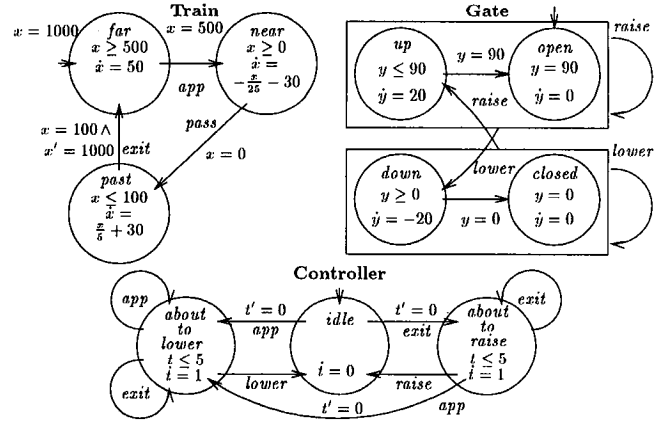 Train
x = 1000
far
x ≥ 500
ẋ = 50
x = 500
app
near
x ≥ 0
ẋ =
−x/25 − 30
pass
x = 0
x = 100 ∧
x′ = 1000
exit
past
x ≤ 100
ẋ =
x/5 + 30
Gate
up
y ≤ 90
ẏ = 20
y = 90
open
y = 90
ẏ = 0
raise
raise
down
y ≥ 0
ẏ = −20
lower
y = 0
closed
y = 0
ẏ = 0
lower
Controller
app
about
to
lower
t ≤ 5
ṫ = 1
exit
t′ = 0
app
idle
ṫ = 0
lower
t′ = 0
exit
raise
about
to
raise
t ≤ 5
ṫ = 1
exit
t′ = 0
app